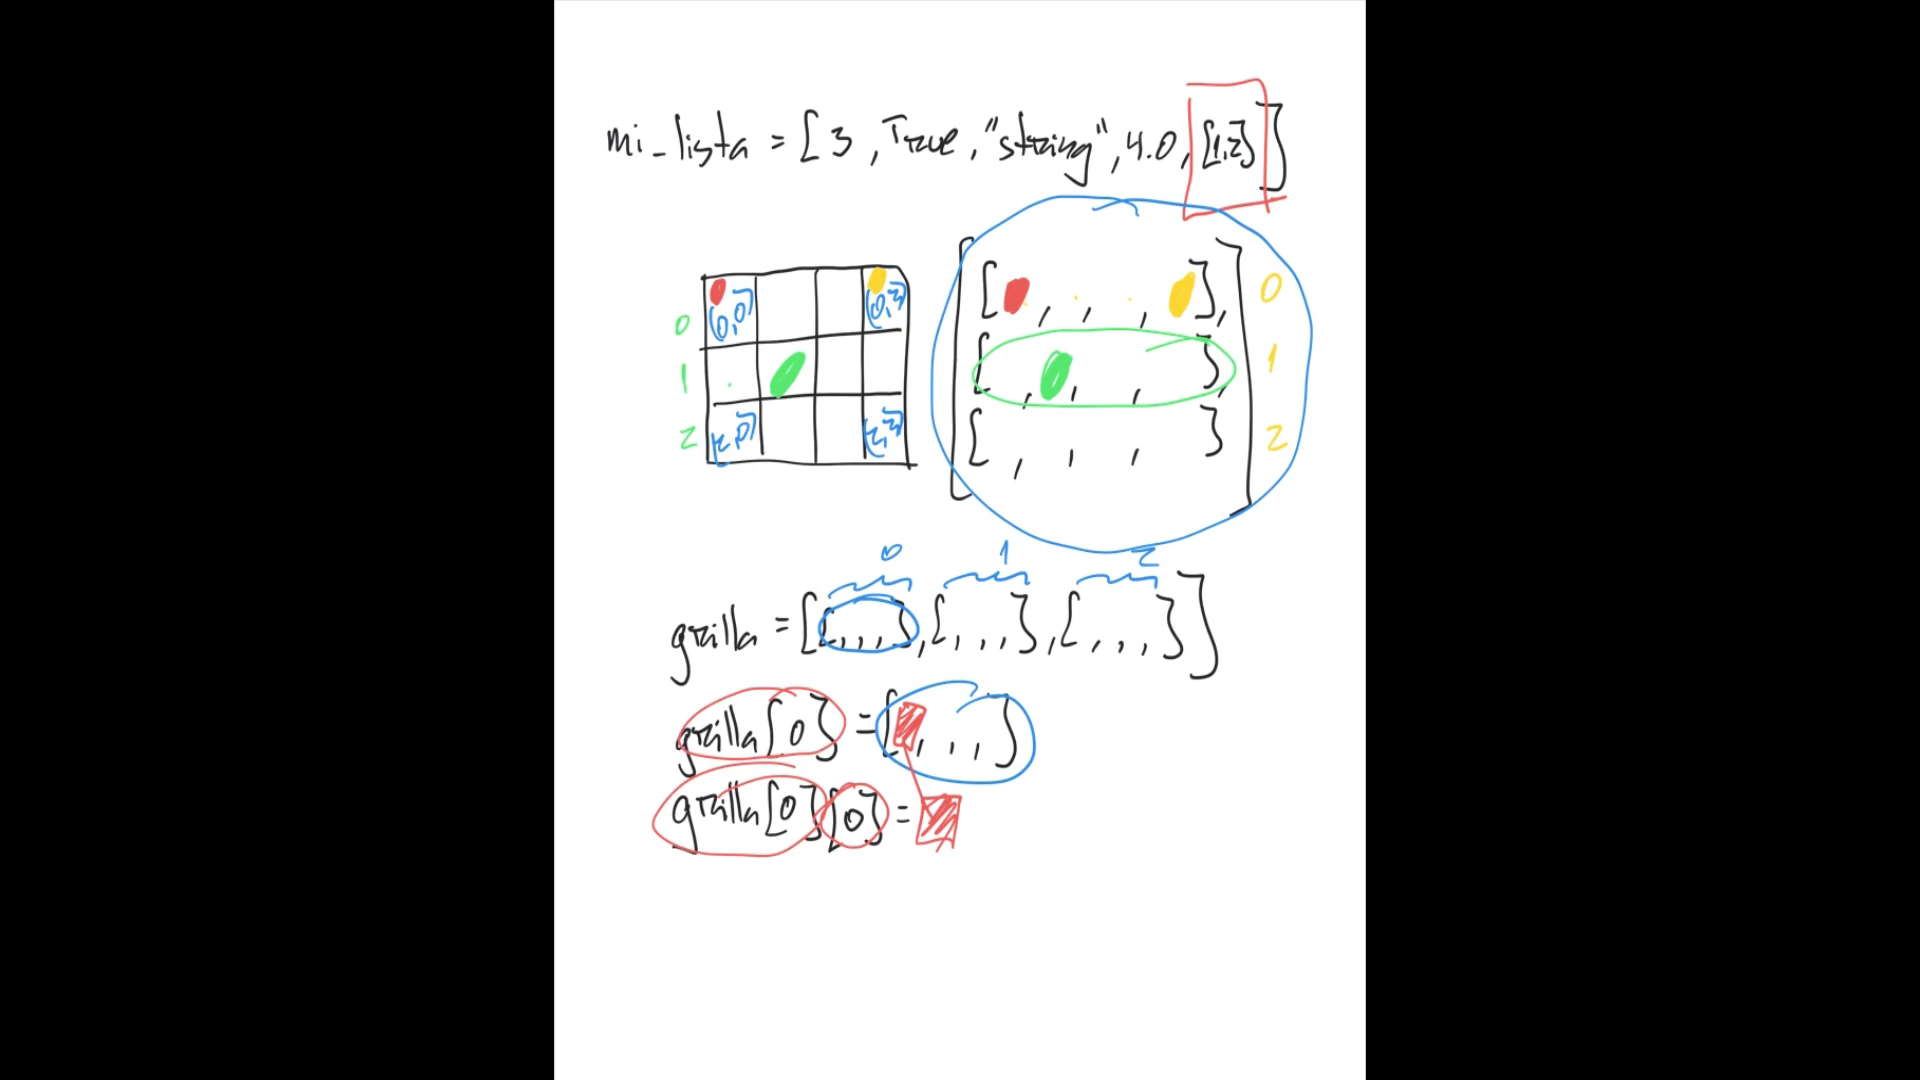 mi_lista = [3, True, "string", 4.0, [1,2]]
0 (0,0) (0,3) [ , , , ], 0
1 [ , , , ], 1
2 (2,0) (2,3) [ , , , ] 2
0 1 2
grilla = [[,,,],[,,,],[,,,]]
grilla[0] = [,,,]
grilla[0][0] =